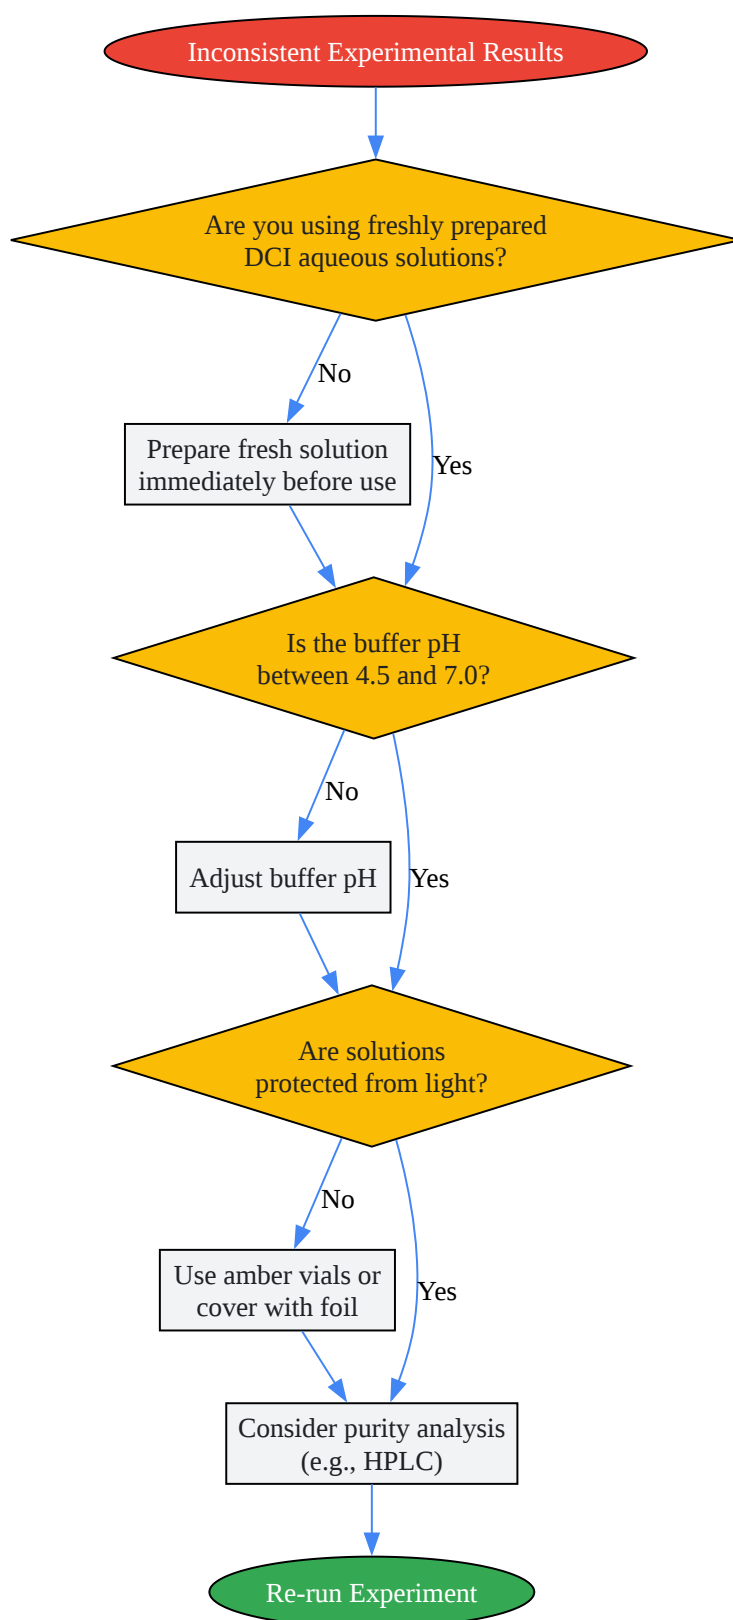 Inconsistent Experimental Results
Are you using freshly prepared
DCI aqueous solutions?
No
Prepare fresh solution
immediately before use
Yes
Is the buffer pH
between 4.5 and 7.0?
No
Adjust buffer pH
Yes
Are solutions
protected from light?
No
Use amber vials or
cover with foil
Yes
Consider purity analysis
(e.g., HPLC)
Re-run Experiment